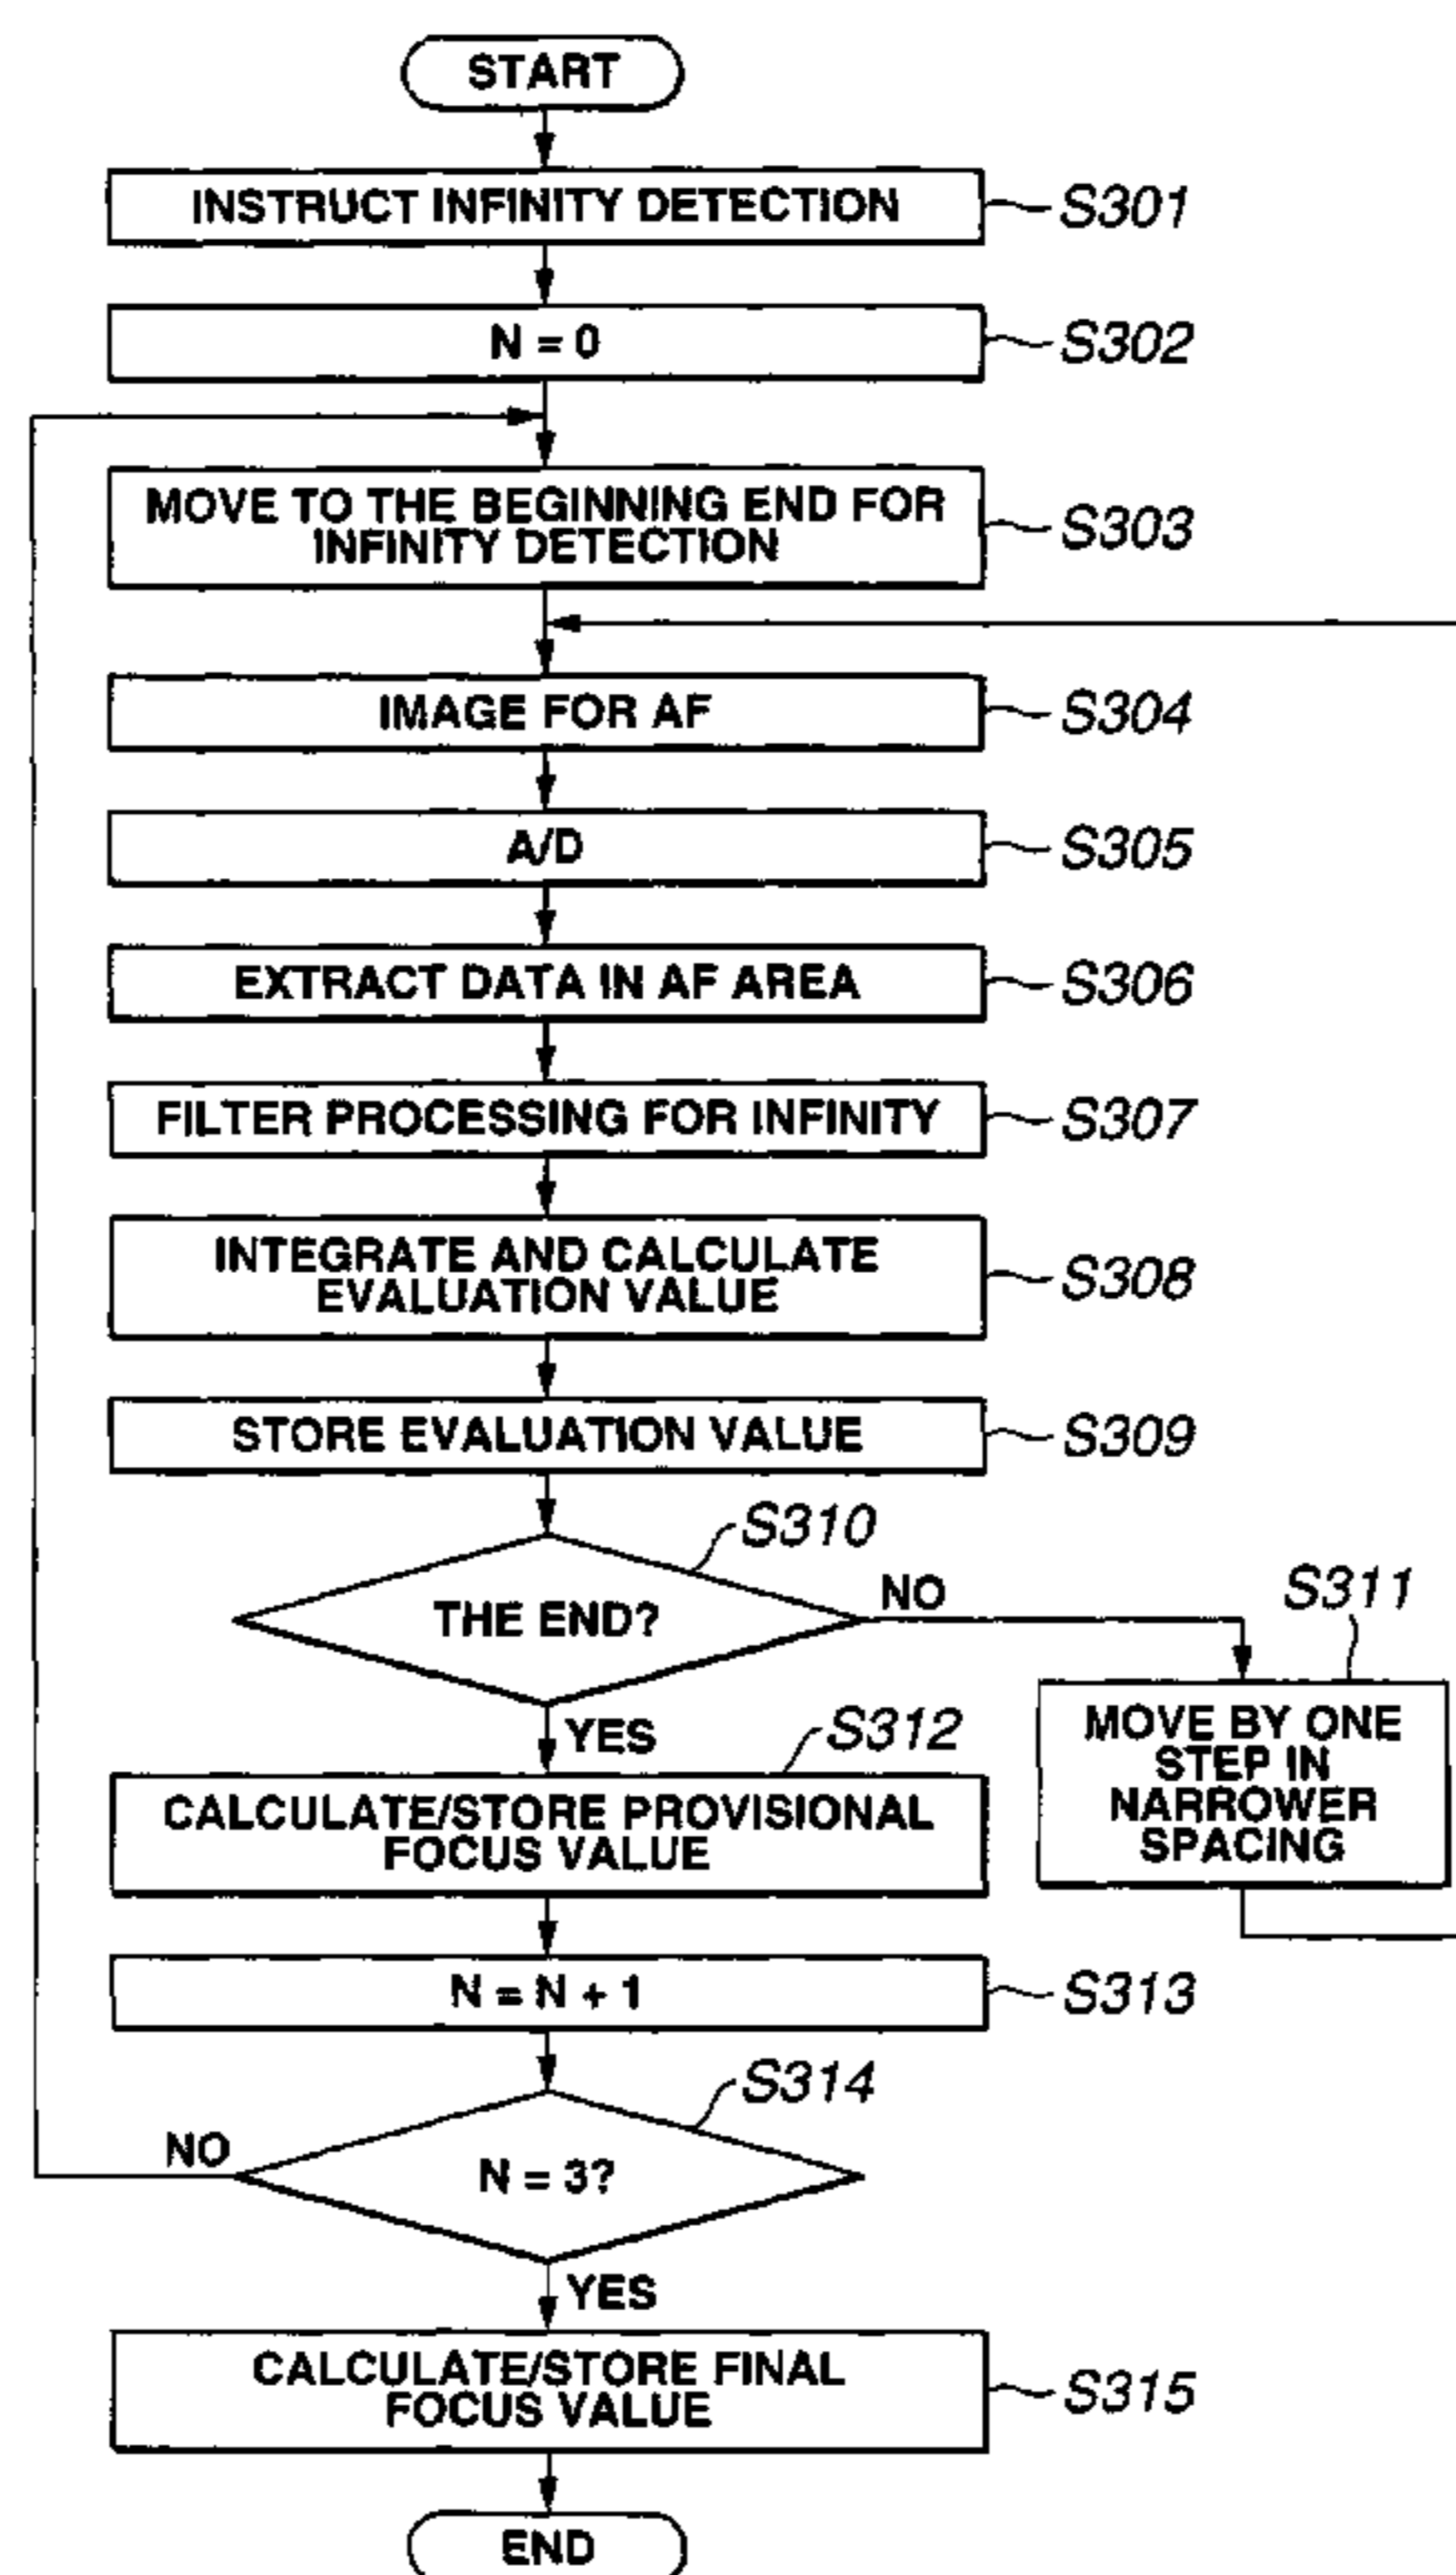 START
INSTRUCT INFINITY DETECTION
S301
N = 0
S302
MOVE TO THE BEGINNING END FOR
INFINITY DETECTION
S303
IMAGE FOR AF
S304
A/D
S305
EXTRACT DATA IN AF AREA
S306
FILTER PROCESSING FOR INFINITY
S307
INTEGRATE AND CALCULATE
EVALUATION VALUE
S308
STORE EVALUATION VALUE
S309
S310
THE END?
NO
S311
MOVE BY ONE
STEP IN
NARROWER
SPACING
YES
S312
CALCULATE/STORE PROVISIONAL
FOCUS VALUE
N = N + 1
S313
S314
NO
N = 3?
YES
CALCULATE/STORE FINAL
FOCUS VALUE
S315
END